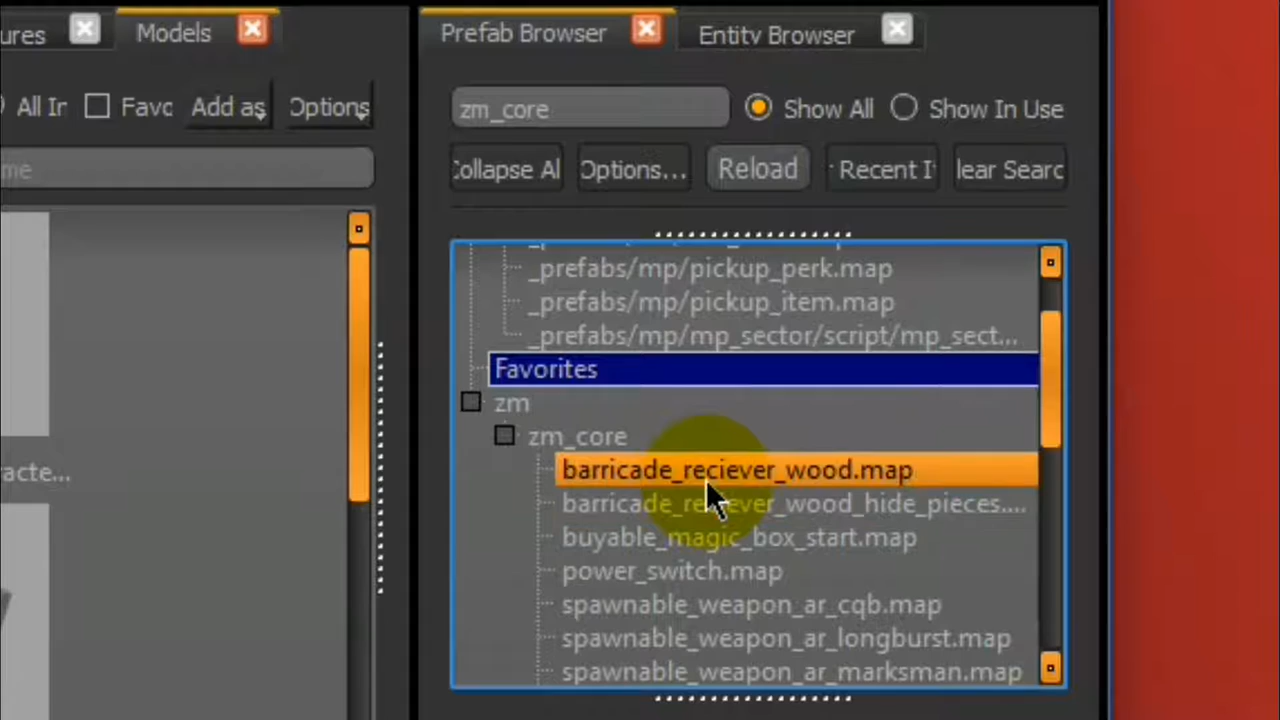 ures
Models
Prefab Browser
Entity Browser
All In
Favc
Add as
Options
zm_core
Show All
Show In Use
me
Collapse Al
Options...
Reload
Recent I
lear Searc
_prefabs/mp/pickup_perk.map
_prefabs/mp/pickup_item.map
_prefabs/mp/mp_sector/script/mp_sect...
Favorites
zm
zm_core
acte...
barricade_reciever_wood.map
barricade_reciever_wood_hide_pieces....
buyable_magic_box_start.map
power_switch.map
spawnable_weapon_ar_cqb.map
spawnable_weapon_ar_longburst.map
spawnable_weapon_ar_marksman.map